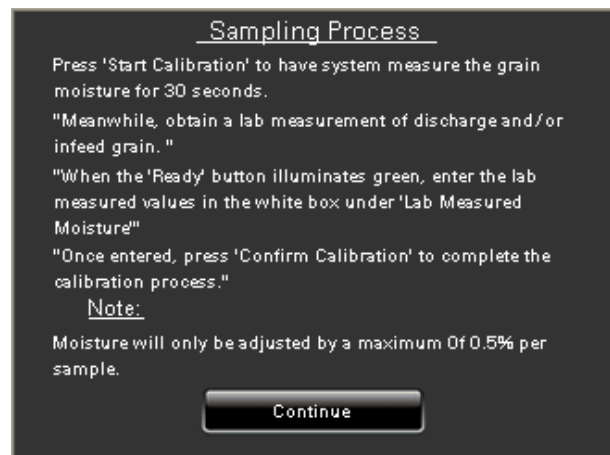 Sampling Process
Press 'Start Calibration' to have system measure the grain
moisture for 30 seconds.
"Meanwhile, obtain a lab measurement of discharge and/or
infeed grain. "
"When the 'Ready' button illuminates green, enter the lab
measured values in the white box under 'Lab Measured
Moisture'"
"Once entered, press 'Confirm Calibration' to complete the
calibration process."
Note:
Moisture will only be adjusted by a maximum Of 0.5% per
sample.
Continue